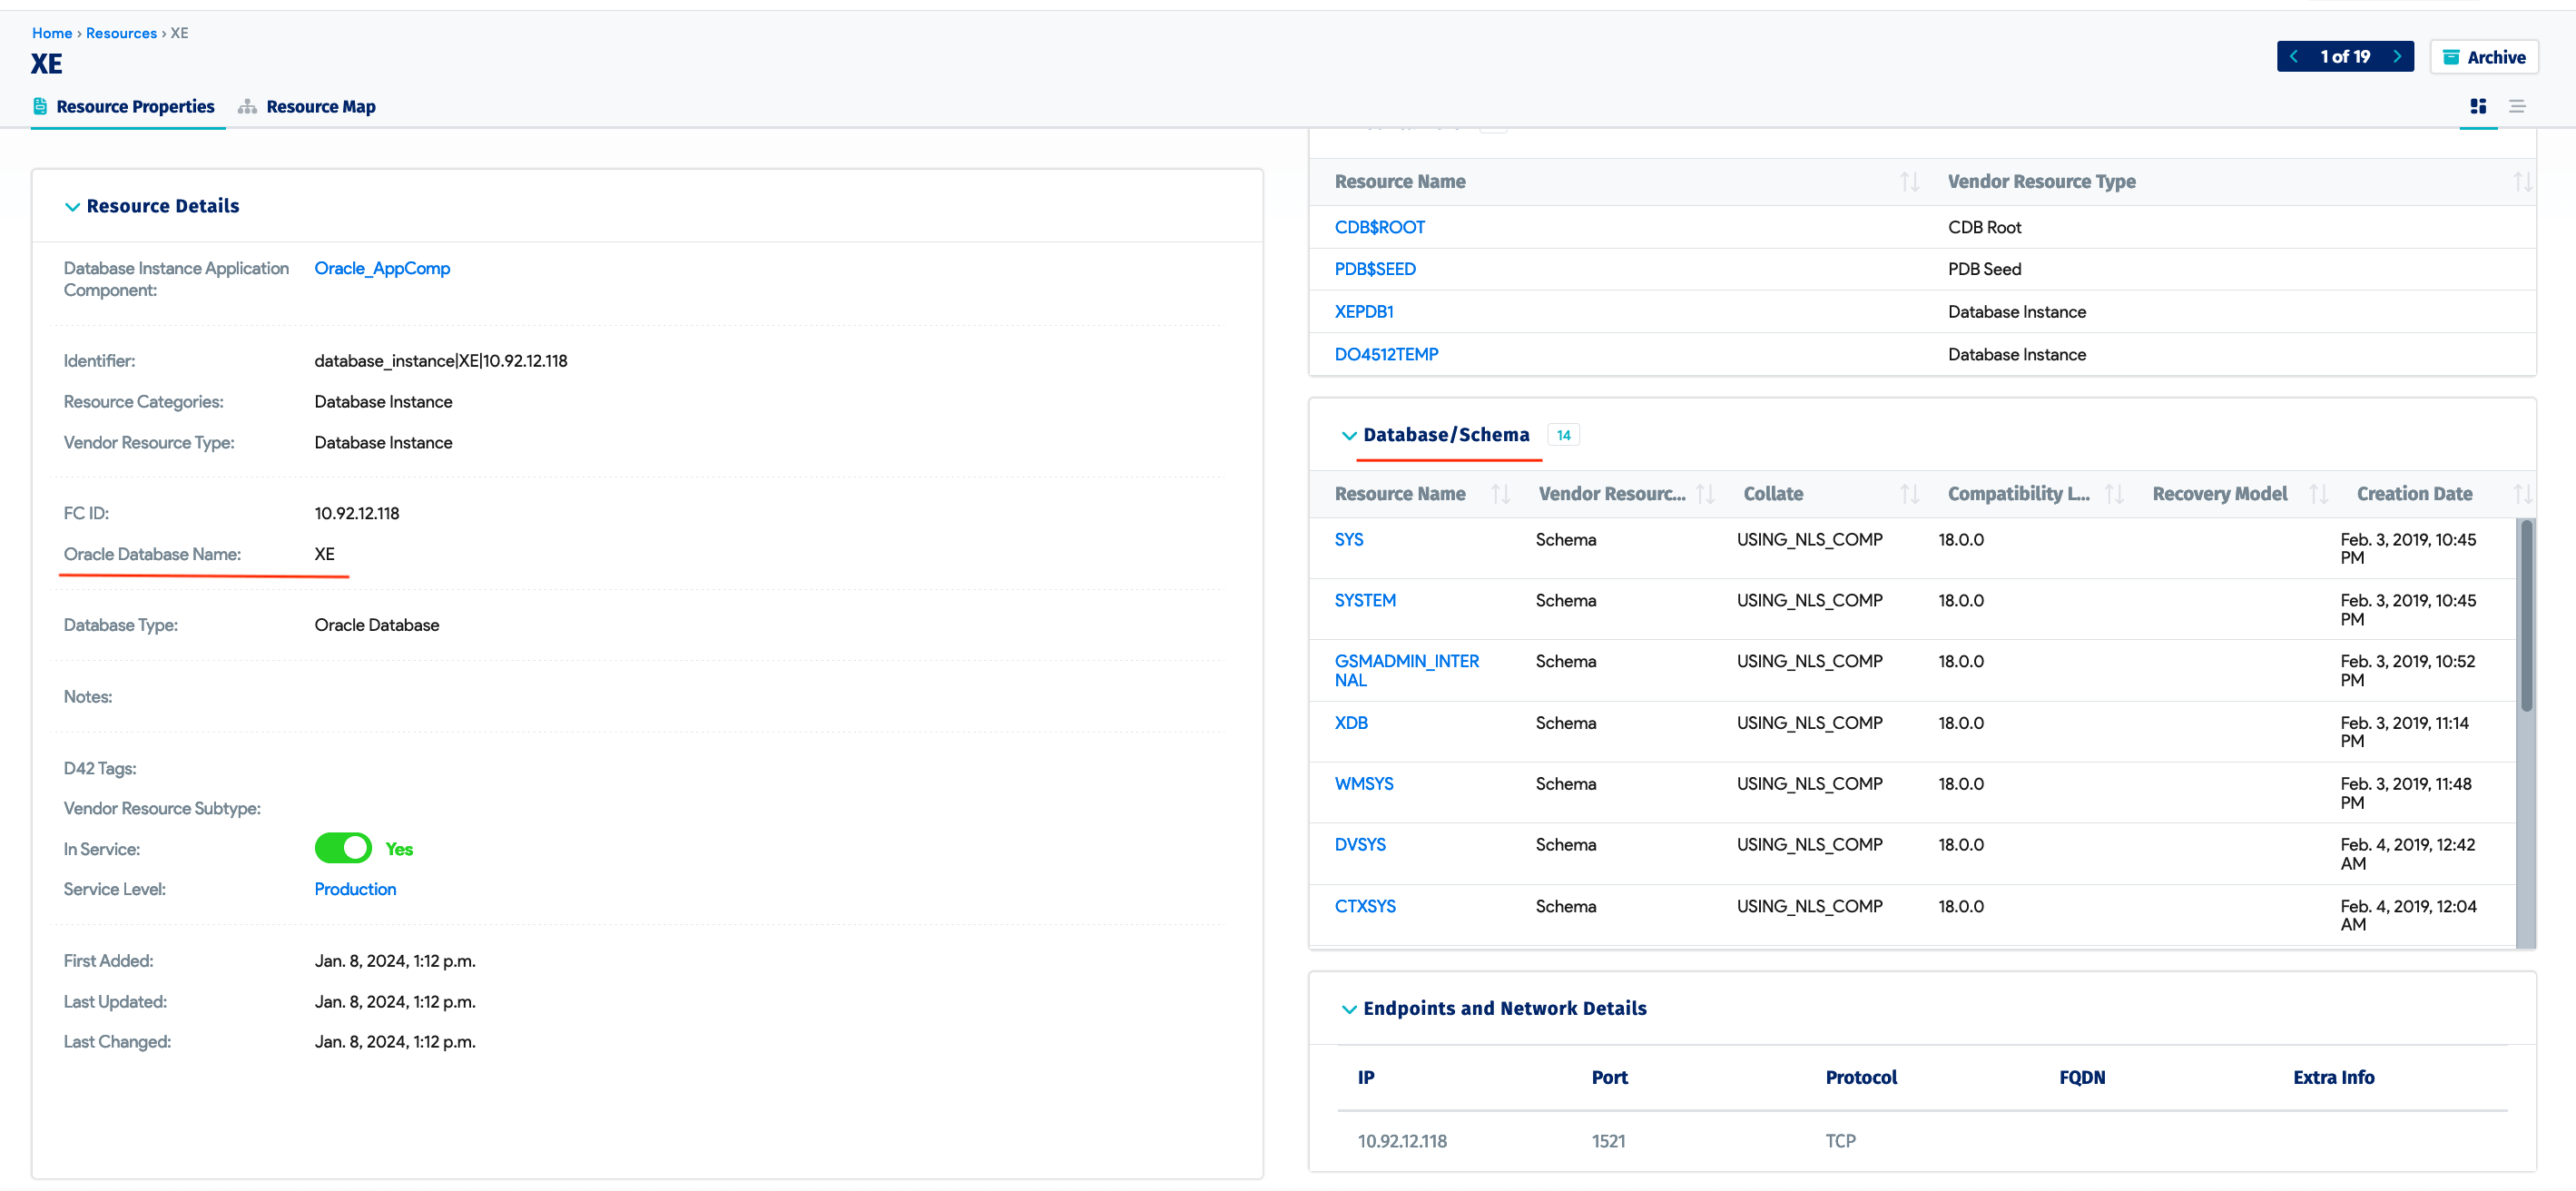 Home › Resources › XE
XE
1 of 19
Archive
Resource Properties
Resource Map
Resource Details
Database Instance Application
Component:
Oracle_AppComp
Identifier:
database_instance|XE|10.92.12.118
Resource Categories:
Database Instance
Vendor Resource Type:
Database Instance
FC ID:
10.92.12.118
Oracle Database Name:
XE
Database Type:
Oracle Database
Notes:
D42 Tags:
Vendor Resource Subtype:
In Service:
Yes
Service Level:
Production
First Added:
Jan. 8, 2024, 1:12 p.m.
Last Updated:
Jan. 8, 2024, 1:12 p.m.
Last Changed:
Jan. 8, 2024, 1:12 p.m.
Resource Name Vendor Resource Type
CDB$ROOT CDB Root
PDB$SEED PDB Seed
XEPDB1 Database Instance
DO4512TEMP Database Instance
Database/Schema 14
Resource Name Vendor Resourc... Collate Compatibility L... Recovery Model Creation Date
SYS Schema USING_NLS_COMP 18.0.0 Feb. 3, 2019, 10:45
PM
SYSTEM Schema USING_NLS_COMP 18.0.0 Feb. 3, 2019, 10:45
PM
GSMADMIN_INTER Schema USING_NLS_COMP 18.0.0 Feb. 3, 2019, 10:52
NAL PM
XDB Schema USING_NLS_COMP 18.0.0 Feb. 3, 2019, 11:14
PM
WMSYS Schema USING_NLS_COMP 18.0.0 Feb. 3, 2019, 11:48
PM
DVSYS Schema USING_NLS_COMP 18.0.0 Feb. 4, 2019, 12:42
AM
CTXSYS Schema USING_NLS_COMP 18.0.0 Feb. 4, 2019, 12:04
AM
Endpoints and Network Details
IP Port Protocol FQDN Extra Info
10.92.12.118 1521 TCP